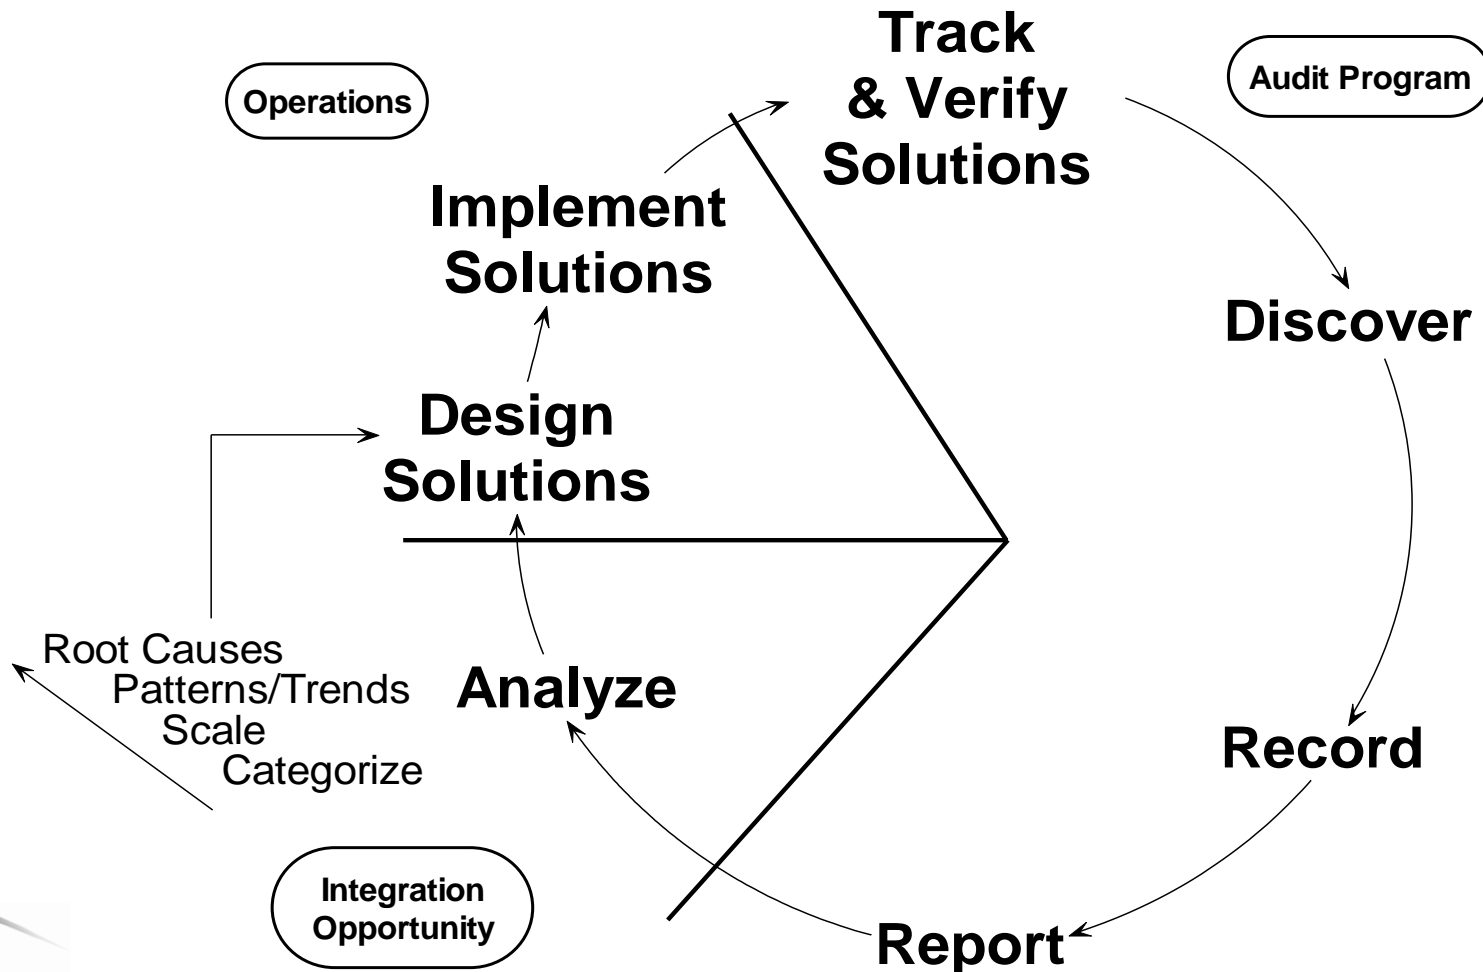 Track
& Verify
Solutions
Operations
Audit Program
Implement
Solutions
Discover
Design
Solutions
Root Causes
Patterns/Trends
Scale
Categorize
Analyze
Record
Integration
Opportunity
Report